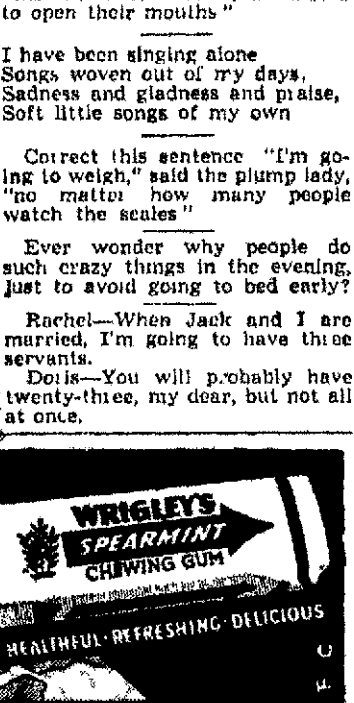 to open their mouths"
I have been singing alone
Songs woven out of my days,
Sadness and gladness and praise,
Soft little songs of my own
Correct this sentence "I'm go-
ing to weigh," said the plump lady,
"no matter how many people
watch the scales"
Ever wonder why people do
such crazy things in the evening,
just to avoid going to bed early?
Rachel—When Jack and I are
married, I'm going to have three
servants.
Doris—You will probably have
twenty-three, my dear, but not all
at once.
WRIGLEY'S
SPEARMINT
CHEWING GUM
HEALTHFUL·REFRESHING·DELICIOUS